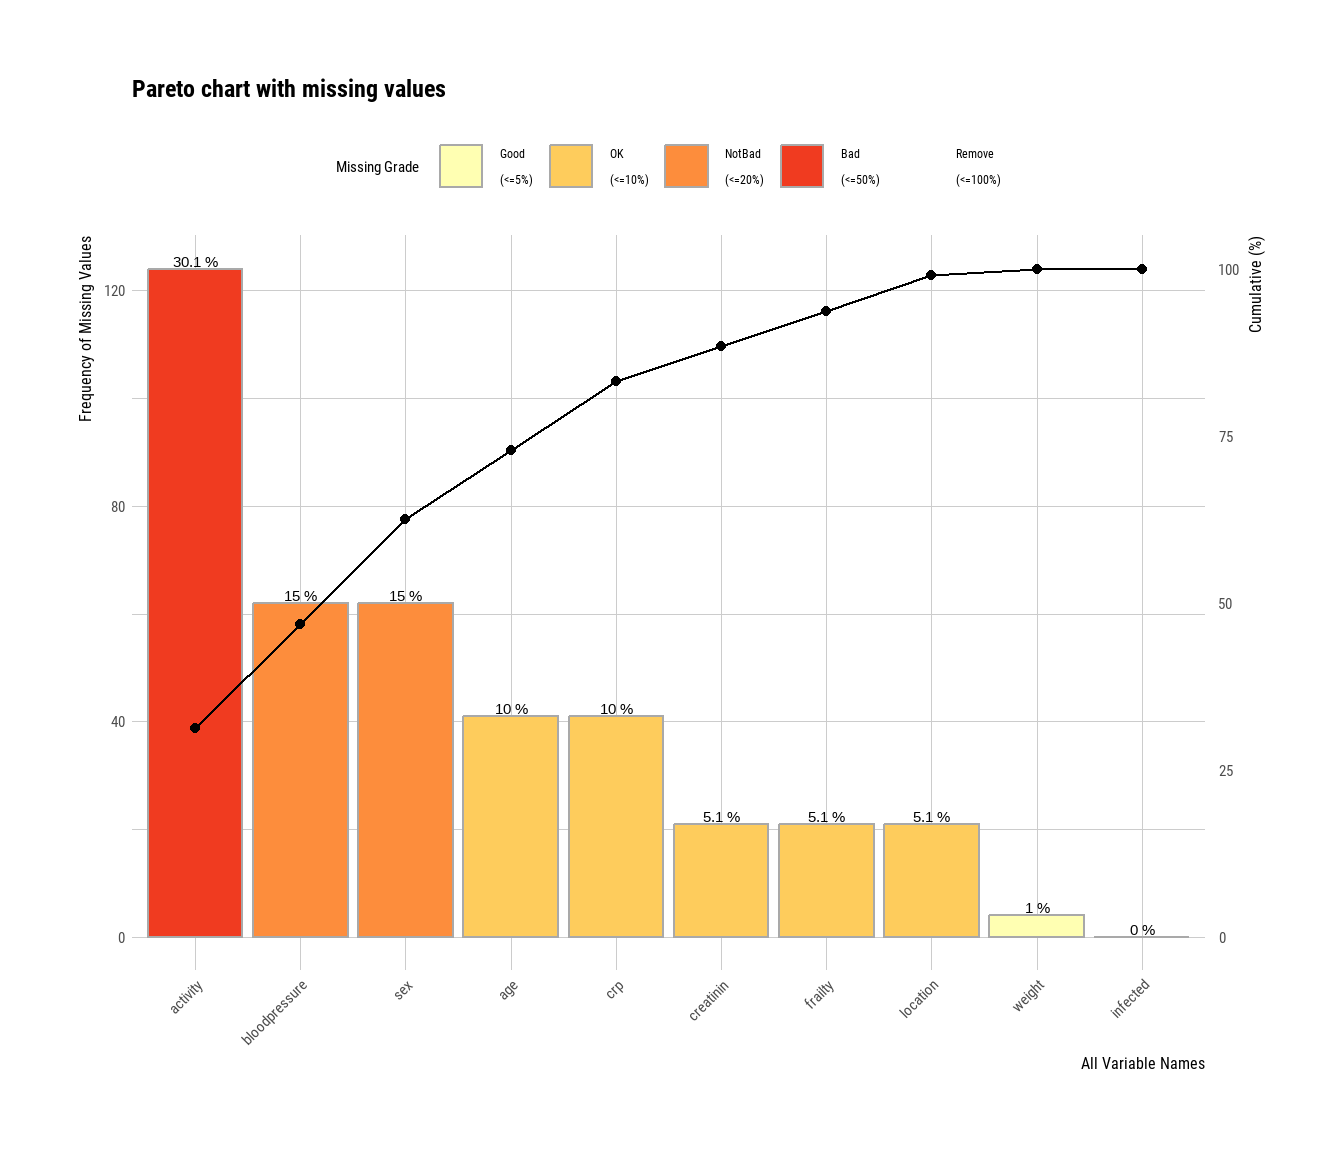 Pareto chart with missing values
Missing Grade
Good
(<=5%)
OK
(<=10%)
NotBad
(<=20%)
Bad
(<=50%)
Remove
(<=100%)
Frequency of Missing Values
Cumulative (%)
120
80
40
0
100
75
50
25
0
30.1 %
15 %
15 %
10 %
10 %
5.1 %
5.1 %
5.1 %
1 %
0 %
activity
bloodpressure
sex
age
crp
creatinin
frailty
location
weight
infected
All Variable Names